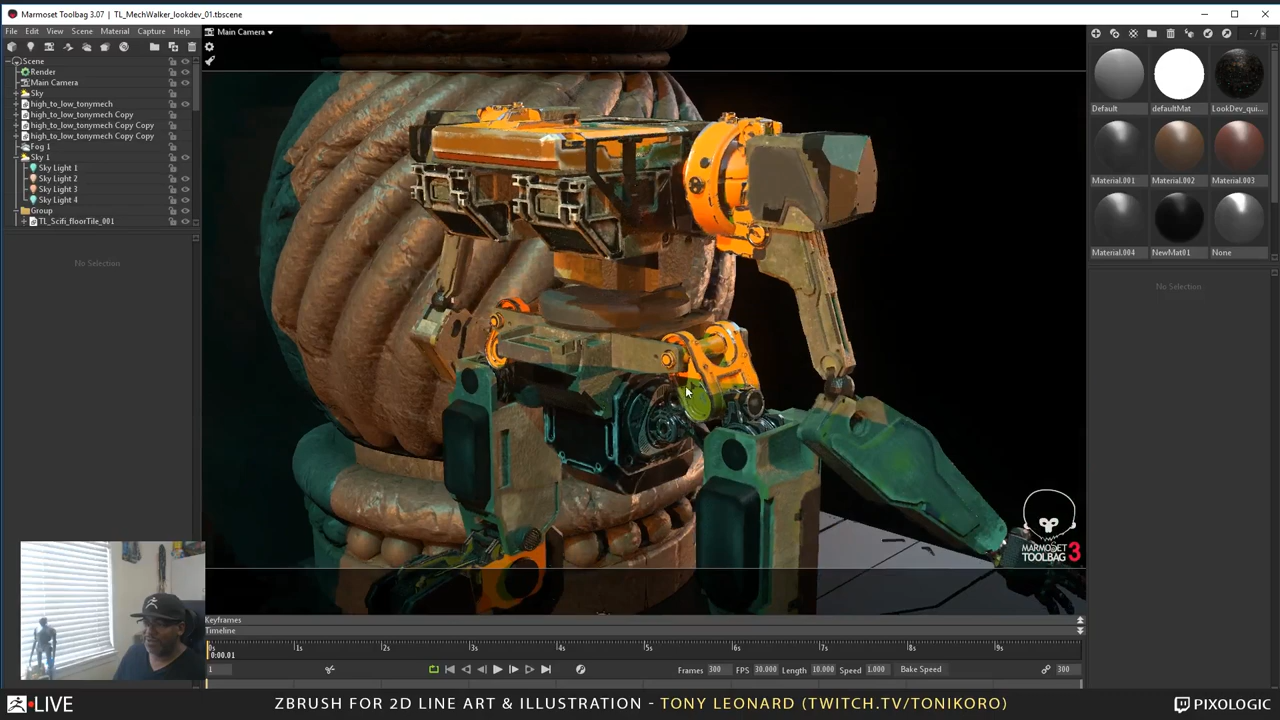 Marmoset Toolbag 3.07 | TL_MechWalker_lookdev_01.tbscene
File Edit View Scene Material Capture Help
Main Camera
- /
Scene
Render
Main Camera
Sky
high_to_low_tonymech
high_to_low_tonymech Copy
high_to_low_tonymech Copy Copy
high_to_low_tonymech Copy Copy
Fog 1
Sky 1
Sky Light 1
Sky Light 2
Sky Light 3
Sky Light 4
Group
TL_Scifi_floorTile_001
No Selection
Default defaultMat LookDev_qui...
Material.001 Material.002 Material.003
Material.004 NewMat01 None
No Selection
MARMOSET
TOOLBAG 3
Keyframes
Timeline
0s 1s 2s 3s 4s 5s 6s 7s 8s 9s
0:00.01
1 Frames 300 FPS 30.000 Length 10.000 Speed 1.000 Bake Speed 300
LIVE ZBRUSH FOR 2D LINE ART & ILLUSTRATION - TONY LEONARD (TWITCH.TV/TONIKORO) PIXOLOGIC